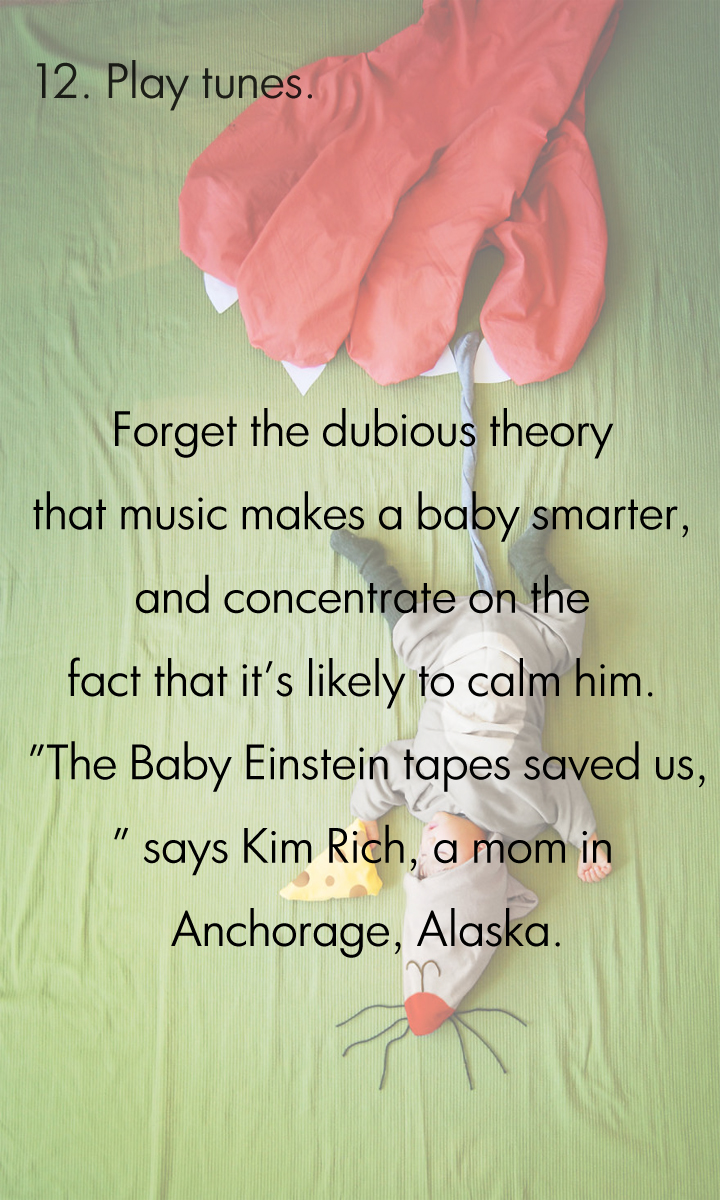 12. Play tunes.
Forget the dubious theory
that music makes a baby smarter,
and concentrate on the
fact that it’s likely to calm him.
"The Baby Einstein tapes saved us,
" says Kim Rich, a mom in
Anchorage, Alaska.